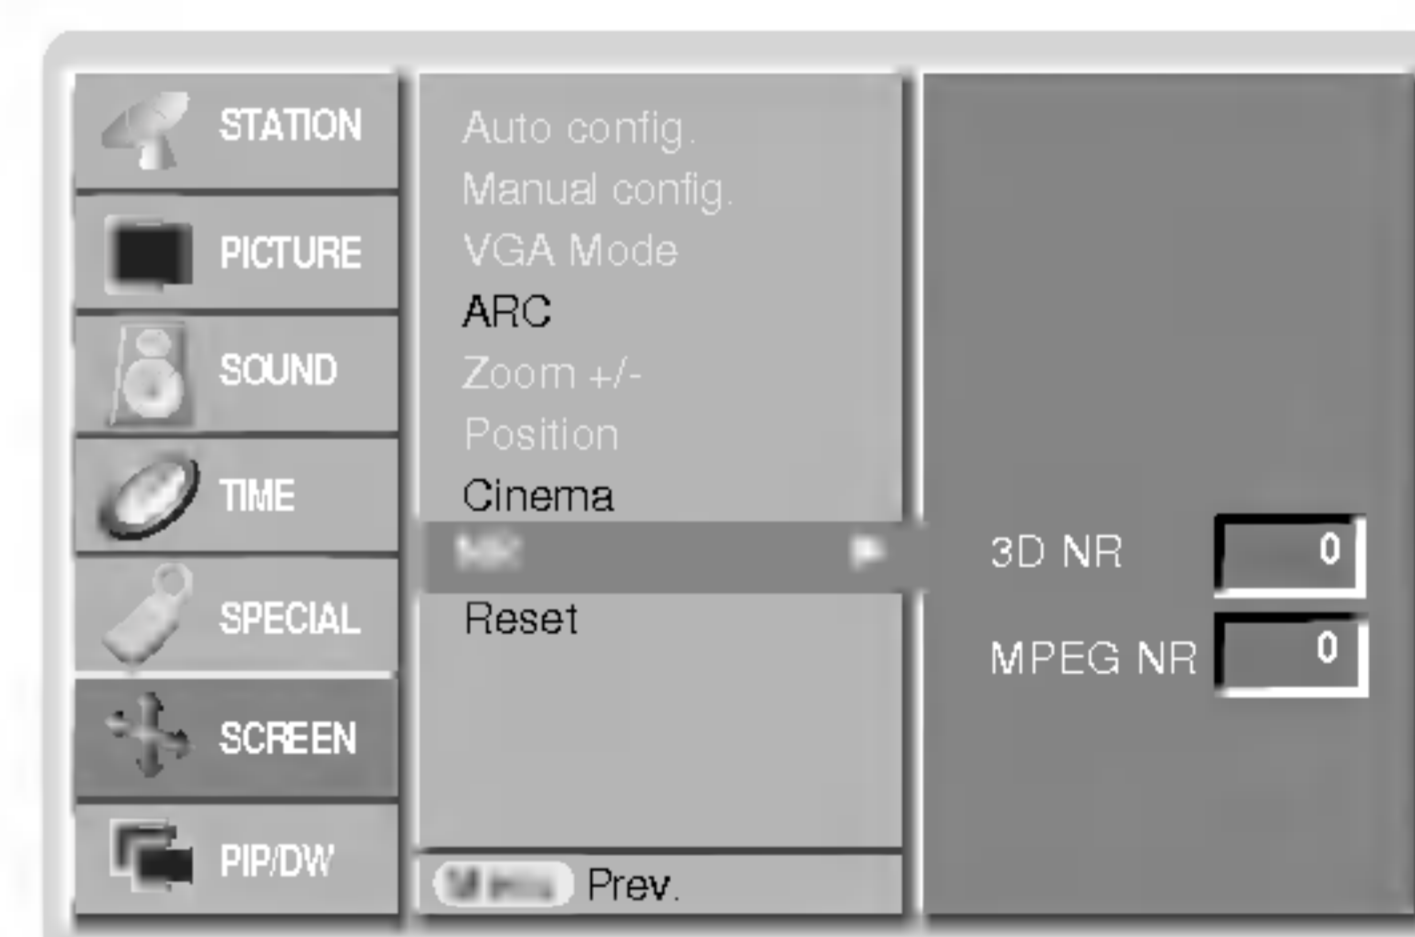 STATION
PICTURE
SOUND
TIME
SPECIAL
SCREEN
PIP/DW
Auto config.
Manual config.
VGA Mode
ARC
Zoom +/-
Position
Cinema
Reset
Prev.
3D NR 0
MPEG NR 0